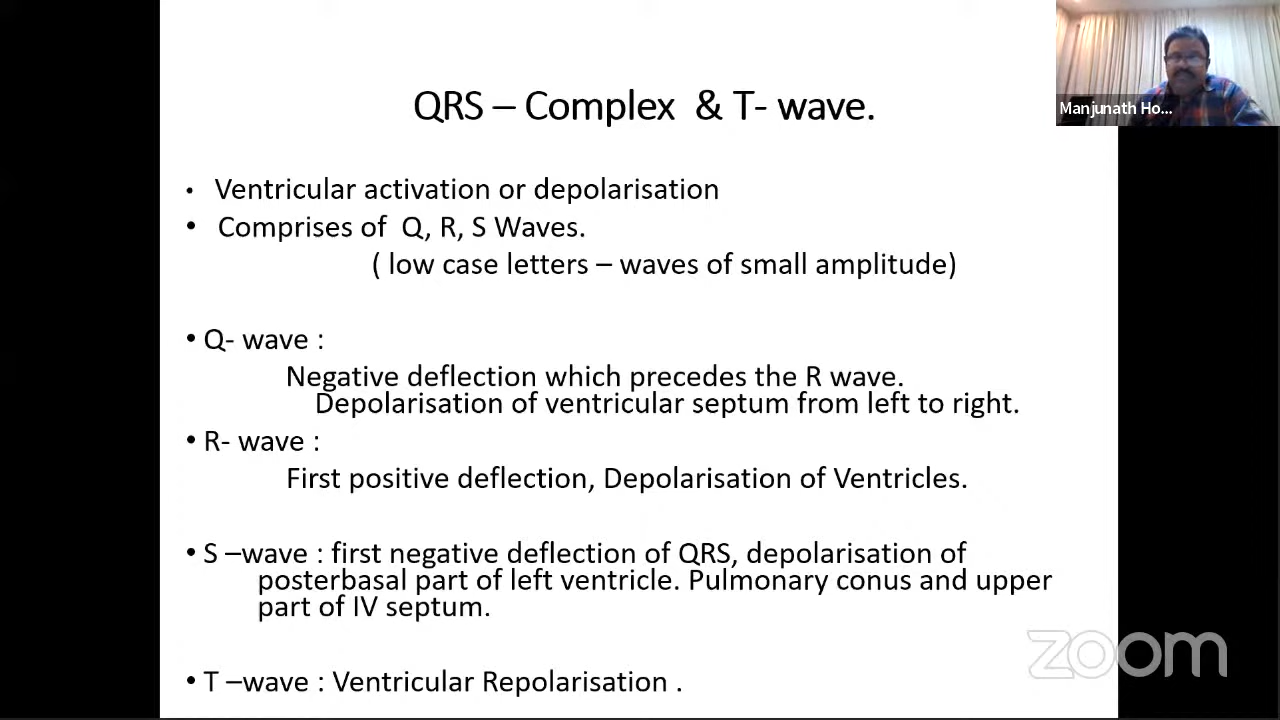 QRS – Complex & T- wave.
Manjunath Ho...
• Ventricular activation or depolarisation
• Comprises of Q, R, S Waves.
( low case letters – waves of small amplitude)
• Q- wave :
Negative deflection which precedes the R wave.
Depolarisation of ventricular septum from left to right.
• R- wave :
First positive deflection, Depolarisation of Ventricles.
• S –wave : first negative deflection of QRS, depolarisation of
posterbasal part of left ventricle. Pulmonary conus and upper
part of IV septum.
zoom
• T –wave : Ventricular Repolarisation .